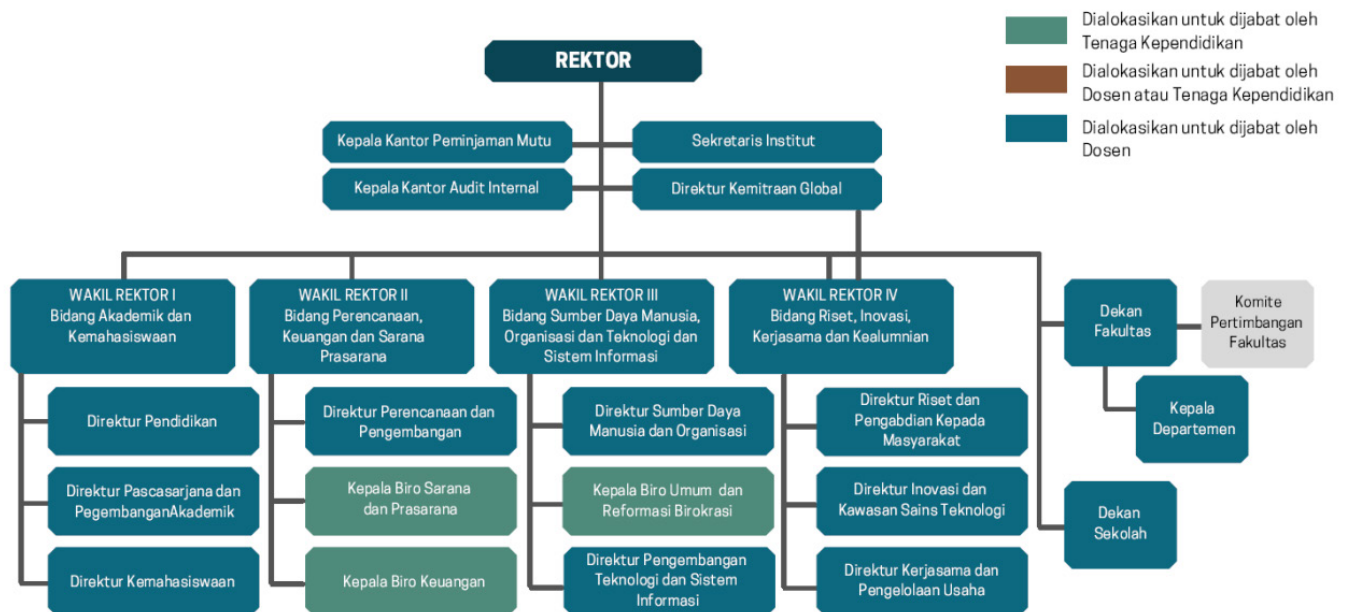 Dialokasikan untuk dijabat oleh
Tenaga Kependidikan
Dialokasikan untuk dijabat oleh
Dosen atau Tenaga Kependidikan
Dialokasikan untuk dijabat oleh
Dosen
REKTOR
Kepala Kantor Peminjaman Mutu
Sekretaris Institut
Kepala Kantor Audit Internal
Direktur Kemitraan Global
WAKIL REKTOR I
Bidang Akademik dan
Kemahasiswaan
WAKIL REKTOR II
Bidang Perencanaan,
Keuangan dan Sarana
Prasarana
WAKIL REKTOR III
Bidang Sumber Daya Manusia,
Organisasi dan Teknologi dan
Sistem Informasi
WAKIL REKTOR IV
Bidang Riset, Inovasi,
Kerjasama dan Kealumnian
Dekan
Fakultas
Komite
Pertimbangan
Fakultas
Direktur Pendidikan
Direktur Perencanaan dan
Pengembangan
Direktur Sumber Daya
Manusia dan Organisasi
Direktur Riset dan
Pengabdian Kepada
Masyarakat
Kepala
Departemen
Direktur Pascasarjana dan
PegembanganAkademik
Kepala Biro Sarana
dan Prasarana
Kepala Biro Umum dan
Reformasi Birokrasi
Direktur Inovasi dan
Kawasan Sains Teknologi
Dekan
Sekolah
Direktur Kemahasiswaan
Kepala Biro Keuangan
Direktur Pengembangan
Teknologi dan Sistem
Informasi
Direktur Kerjasama dan
Pengelolaan Usaha